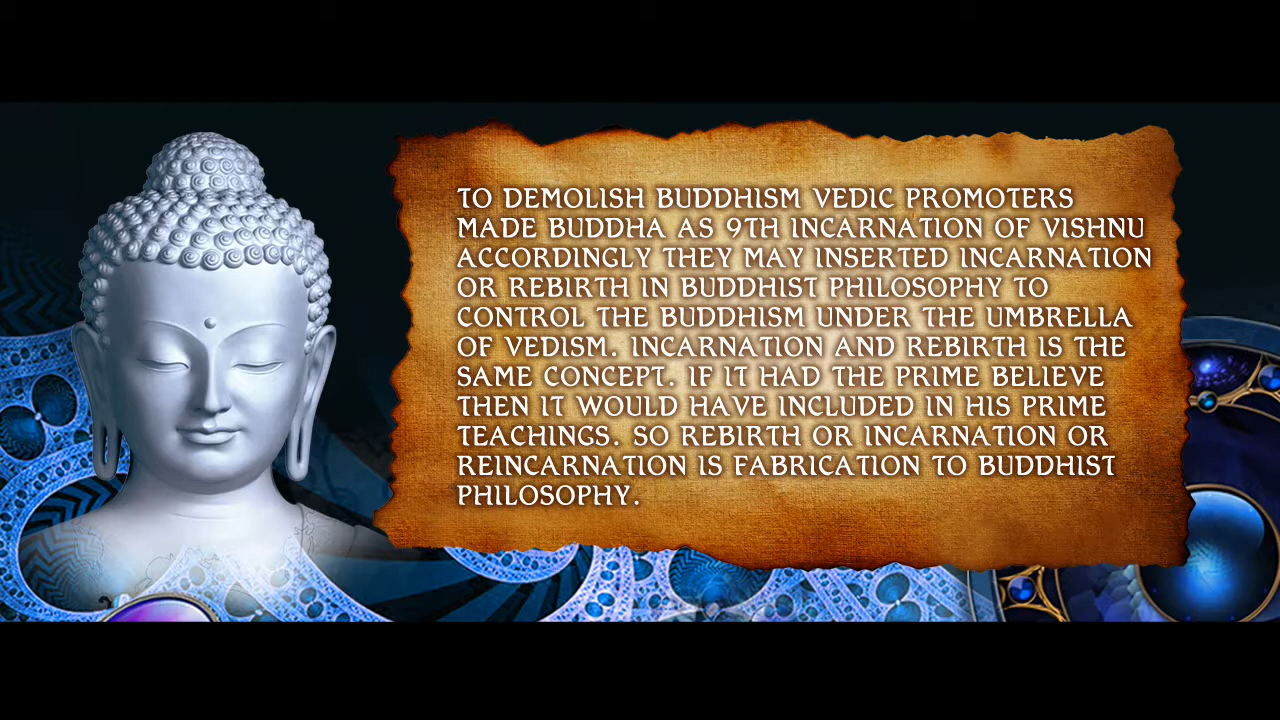 TO DEMOLISH BUDDHISM VEDIC PROMOTERS
MADE BUDDHA AS 9TH INCARNATION OF VISHNU
ACCORDINGLY THEY MAY INSERTED INCARNATION
OR REBIRTH IN BUDDHIST PHILOSOPHY TO
CONTROL THE BUDDHISM UNDER THE UMBRELLA
OF VEDISM. INCARNATION AND REBIRTH IS THE
SAME CONCEPT. IF IT HAD THE PRIME BELIEVE
THEN IT WOULD HAVE INCLUDED IN HIS PRIME
TEACHINGS. SO REBIRTH OR INCARNATION OR
REINCARNATION IS FABRICATION TO BUDDHIST
PHILOSOPHY.